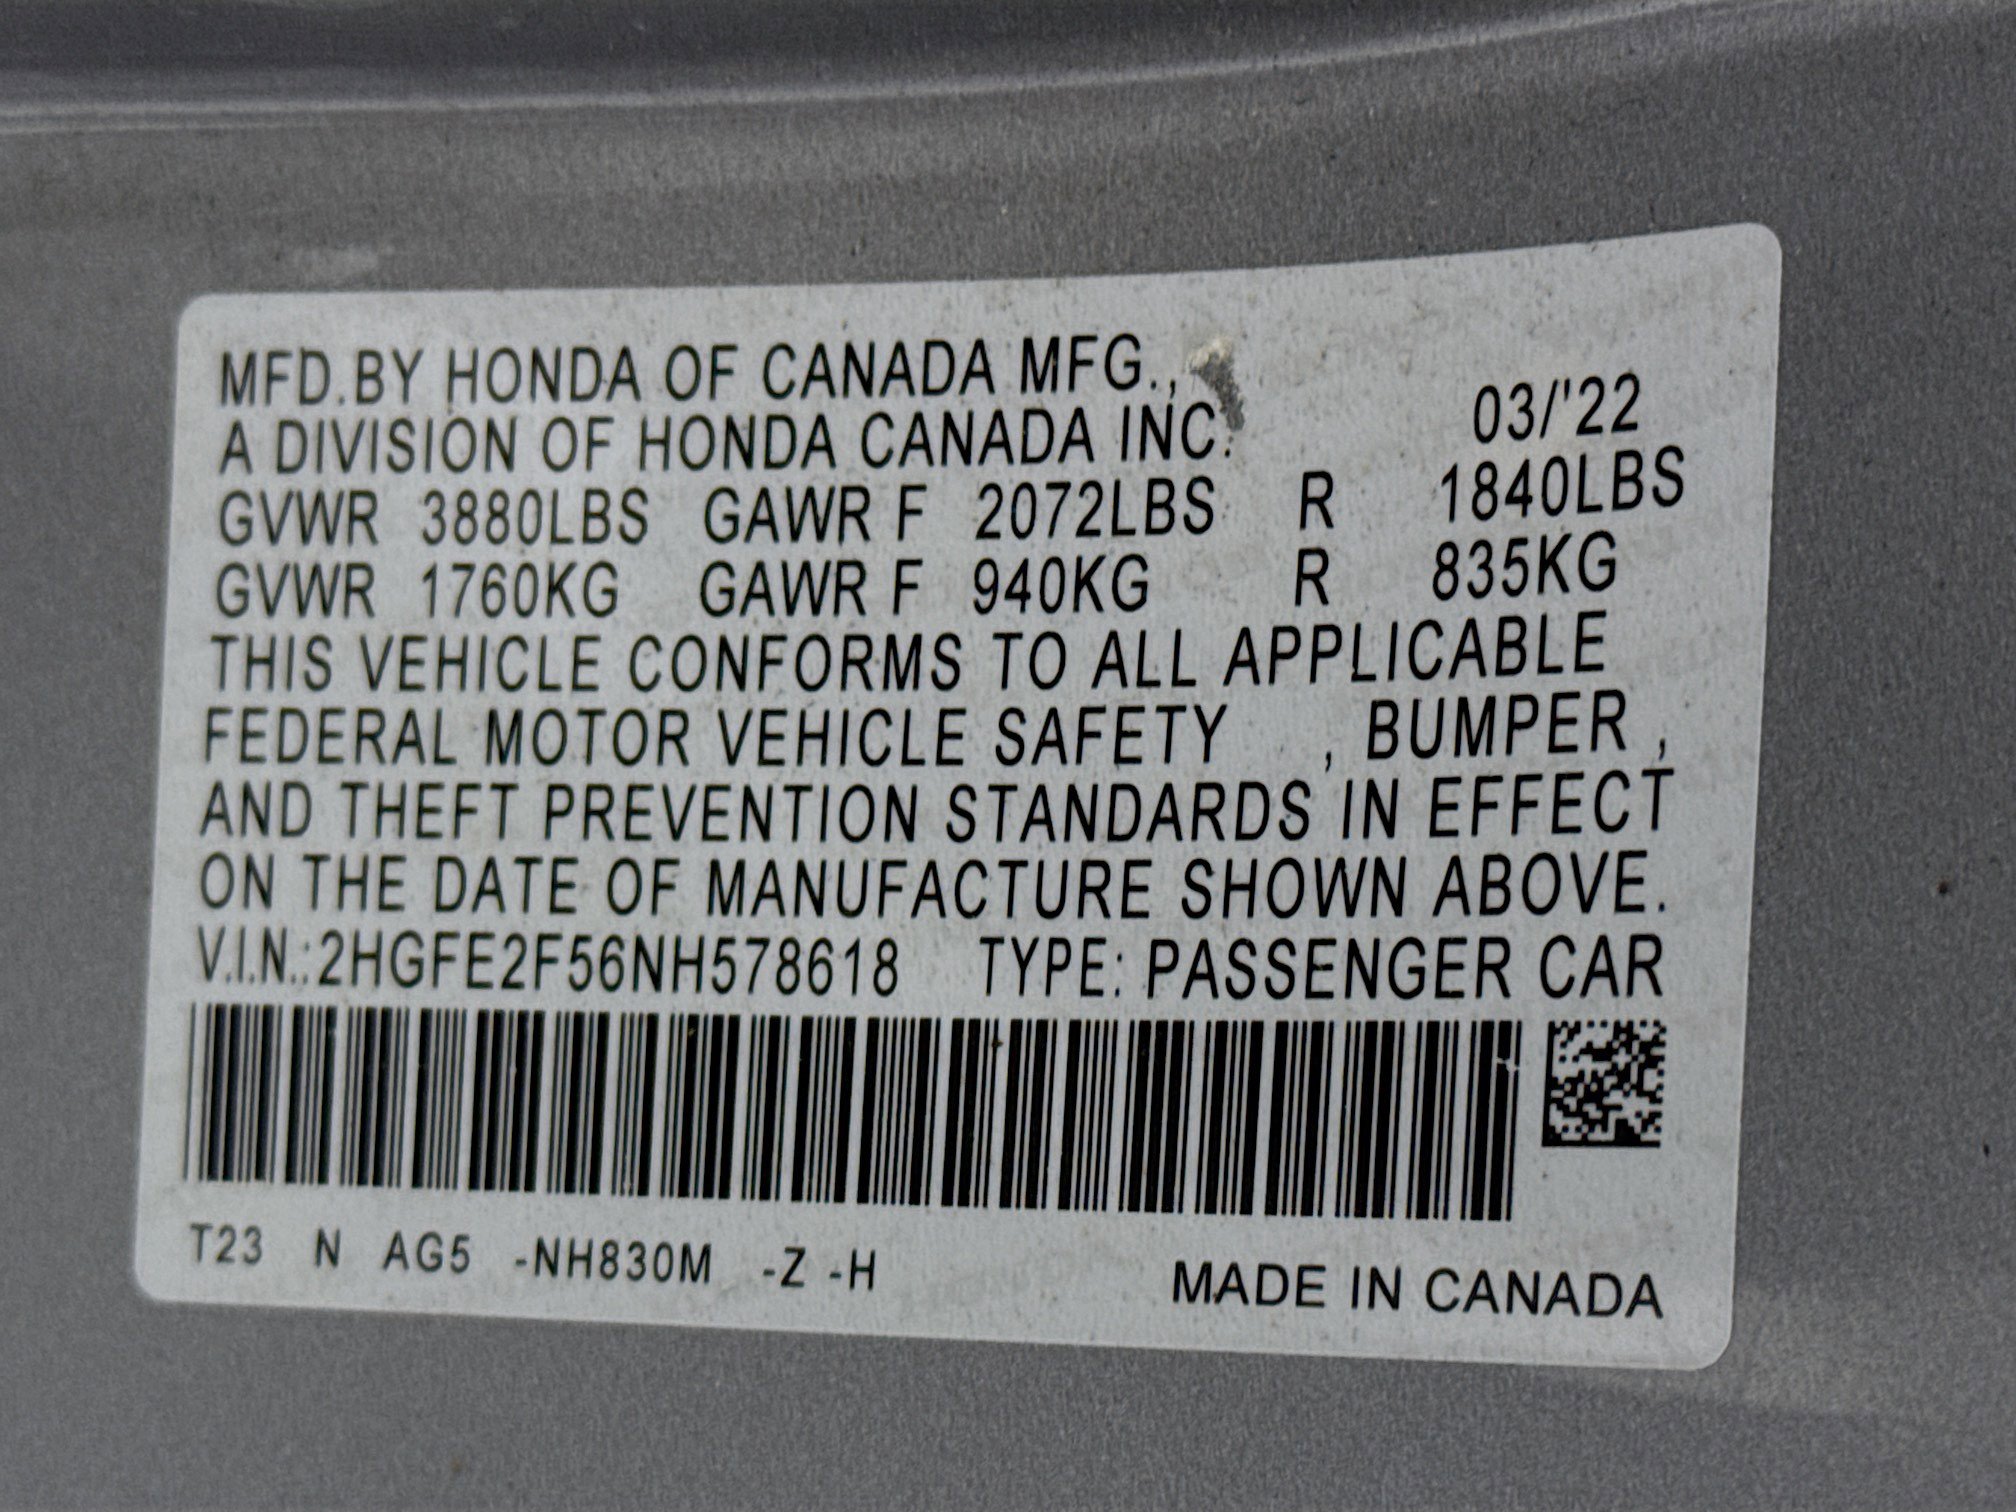 MFD.BY HONDA OF CANADA MFG.,
A DIVISION OF HONDA CANADA INC. 03/'22
GVWR 3880LBS GAWR F 2072LBS R 1840LBS
GVWR 1760KG GAWR F 940KG R 835KG
THIS VEHICLE CONFORMS TO ALL APPLICABLE
FEDERAL MOTOR VEHICLE SAFETY , BUMPER ,
AND THEFT PREVENTION STANDARDS IN EFFECT
ON THE DATE OF MANUFACTURE SHOWN ABOVE.
V.I.N.:2HGFE2F56NH578618 TYPE: PASSENGER CAR
T23 N AG5 -NH830M -Z -H
MADE IN CANADA